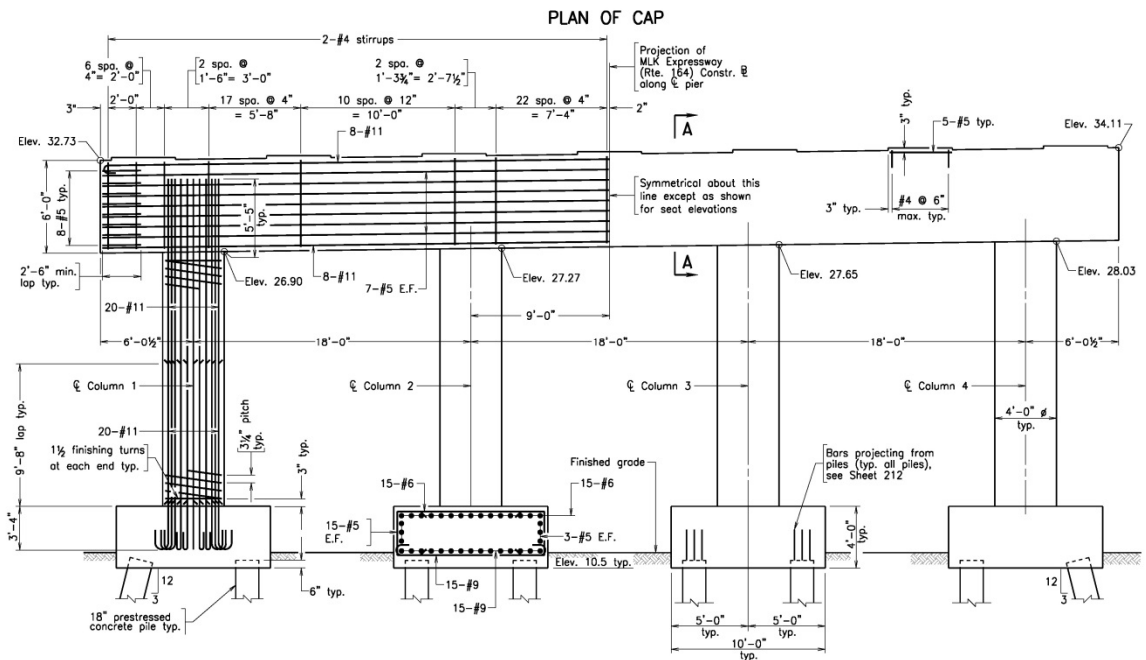 PLAN OF CAP
2-#4 stirrups
6 spa. @
4"= 2'-0"
2 spa. @
1'-6"= 3'-0"
2 spa. @
1'-3¾"= 2'-7½"
Projection of
MLK Expressway
(Rte. 164) Constr. B
along ℄ pier
3"
2'-0"
17 spa. @ 4"
= 5'-8"
10 spa. @ 12"
= 10'-0"
22 spa. @ 4"
= 7'-4"
2"
A
3" typ.
5-#5 typ.
Elev. 34.11
Elev. 32.73
8-#11
6'-0"
8-#5 typ.
5'-5"
typ.
Symmetrical about this
line except as shown
for seat elevations
3" typ.
#4 @ 6"
max. typ.
2'-6" min.
lap typ.
Elev. 26.90
8-#11
7-#5 E.F.
Elev. 27.27
A
Elev. 27.65
Elev. 28.03
20-#11
9'-0"
6'-0½"
18'-0"
18'-0"
18'-0"
6'-0½"
℄ Column 1
℄ Column 2
℄ Column 3
℄ Column 4
9'-8" lap typ.
4'-0" ø
typ.
20-#11
1½ finishing turns
at each end typ.
3¼" pitch
typ.
3" typ.
Finished grade
Bars projecting from
piles (typ. all piles),
see Sheet 212
15-#6
15-#6
3'-4"
15-#5
E.F.
3-#5 E.F.
4'-0"
typ.
Elev. 10.5 typ.
12
3
6" typ.
15-#9
15-#9
12
3
18" prestressed
concrete pile typ.
5'-0"
typ.
5'-0"
typ.
10'-0"
typ.